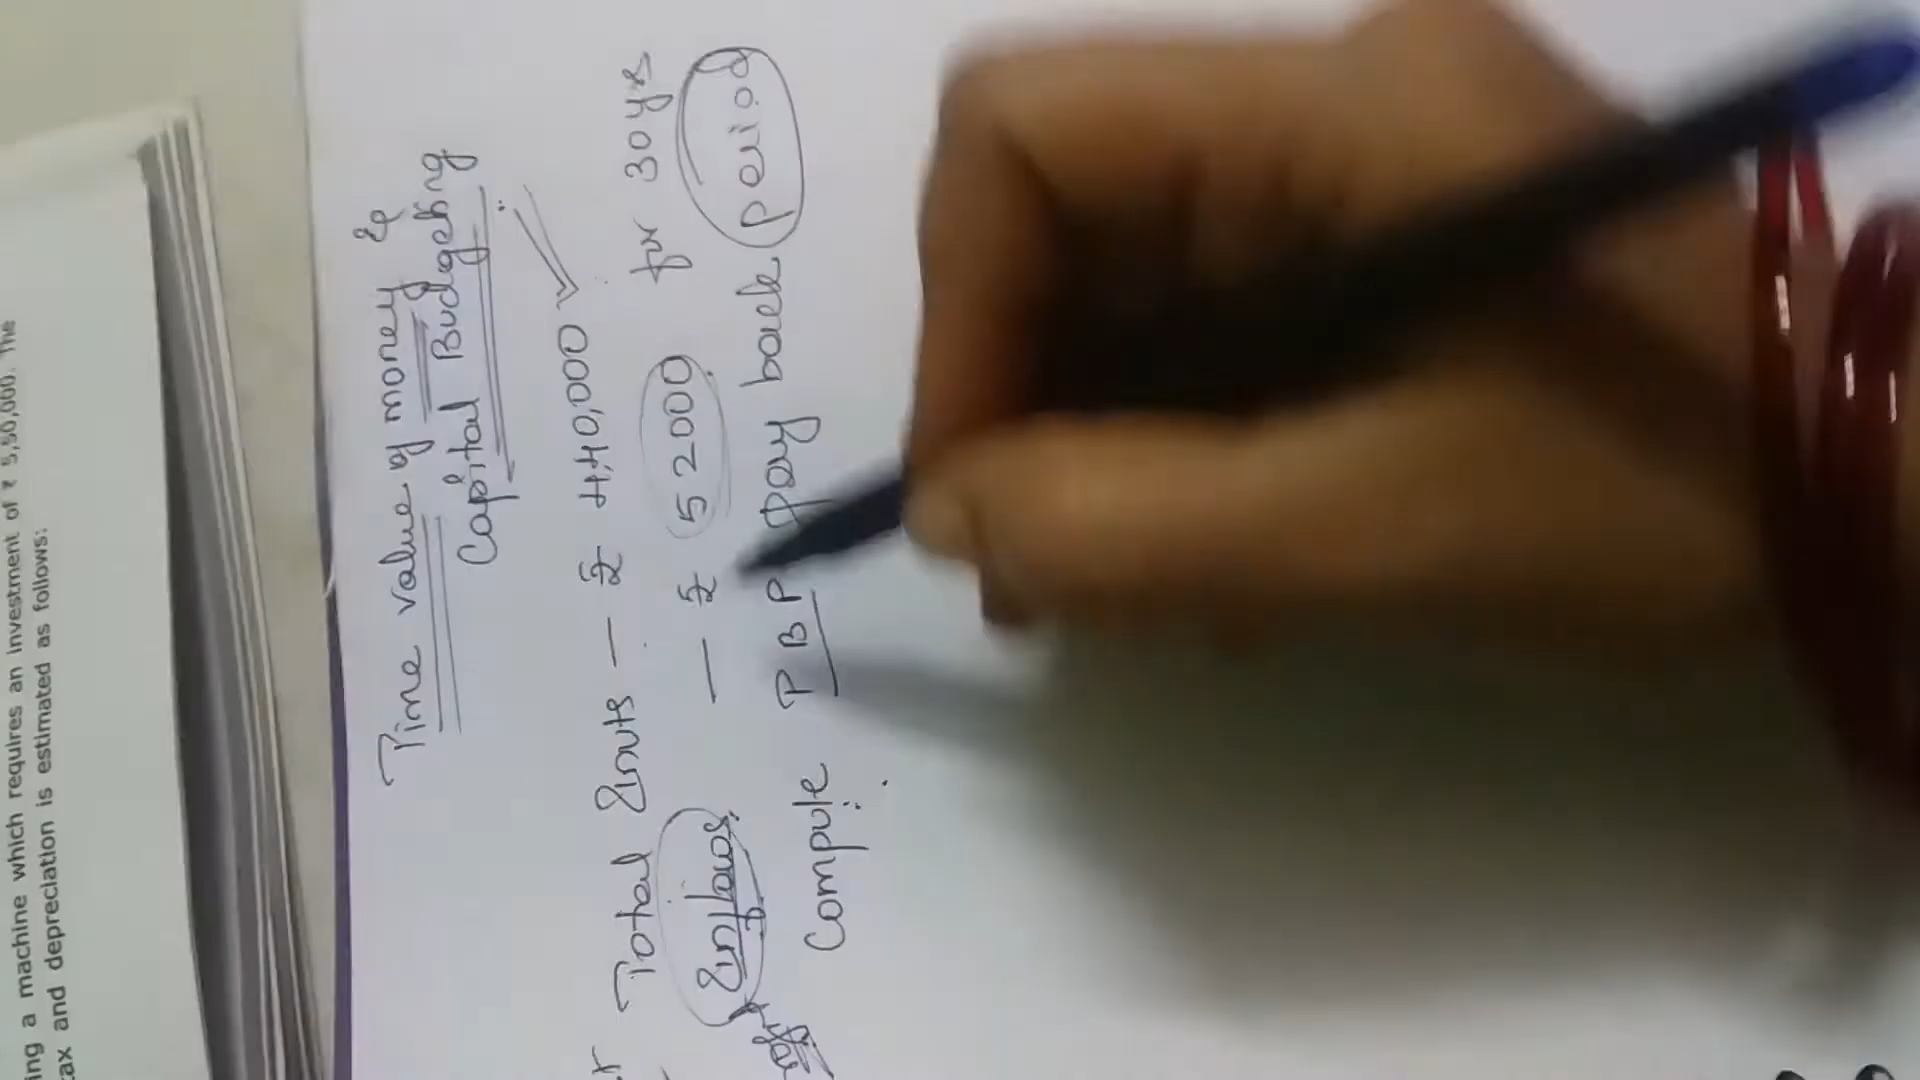 ing a machine which requires an investment of ₹ 5,50,000. The
tax and depreciation is estimated as follows:
Time value of money &
Capital Budgeting
Total Invts - ₹ 4,40,000
Inflows - ₹ 52000 for 30 yrs
Compute PBP pay back period